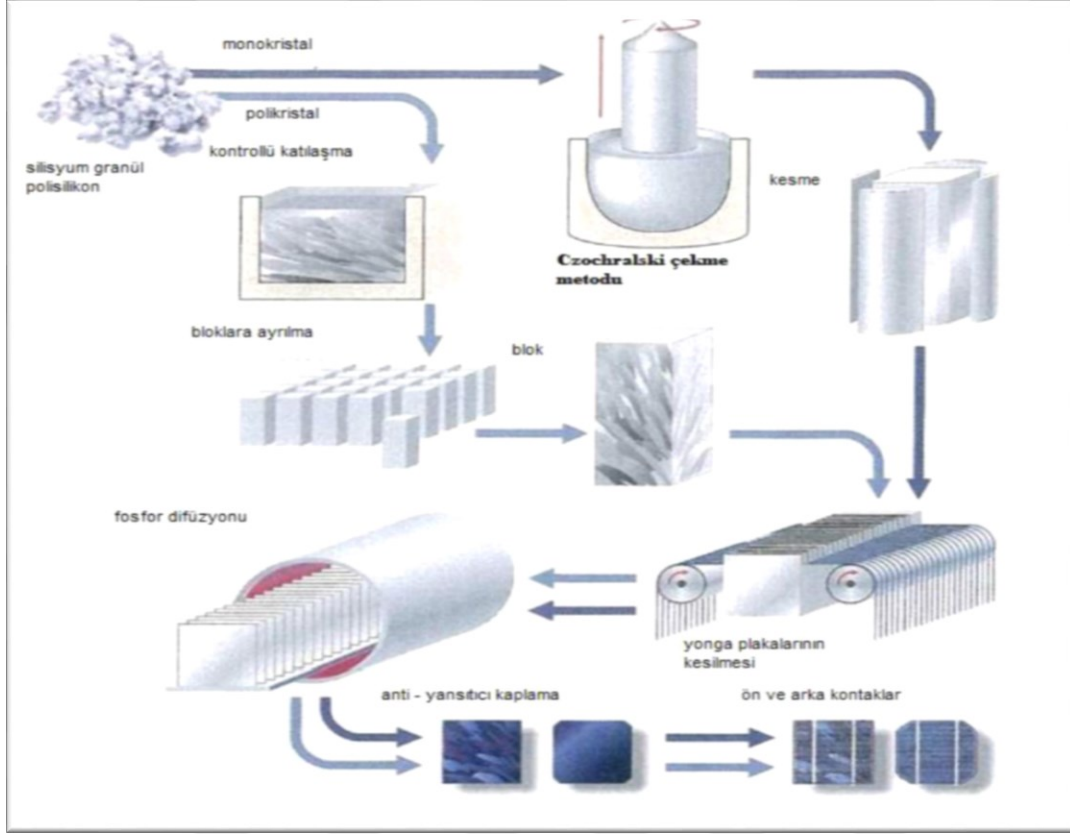 monokristal
polikristal
kontrollü katılaşma
silisyum granül
polisilikon
kesme
Czochralski çekme
metodu
bloklara ayrılma
blok
fosfor difüzyonu
yonga plakalarının
kesilmesi
anti - yansıtıcı kaplama
ön ve arka kontaklar